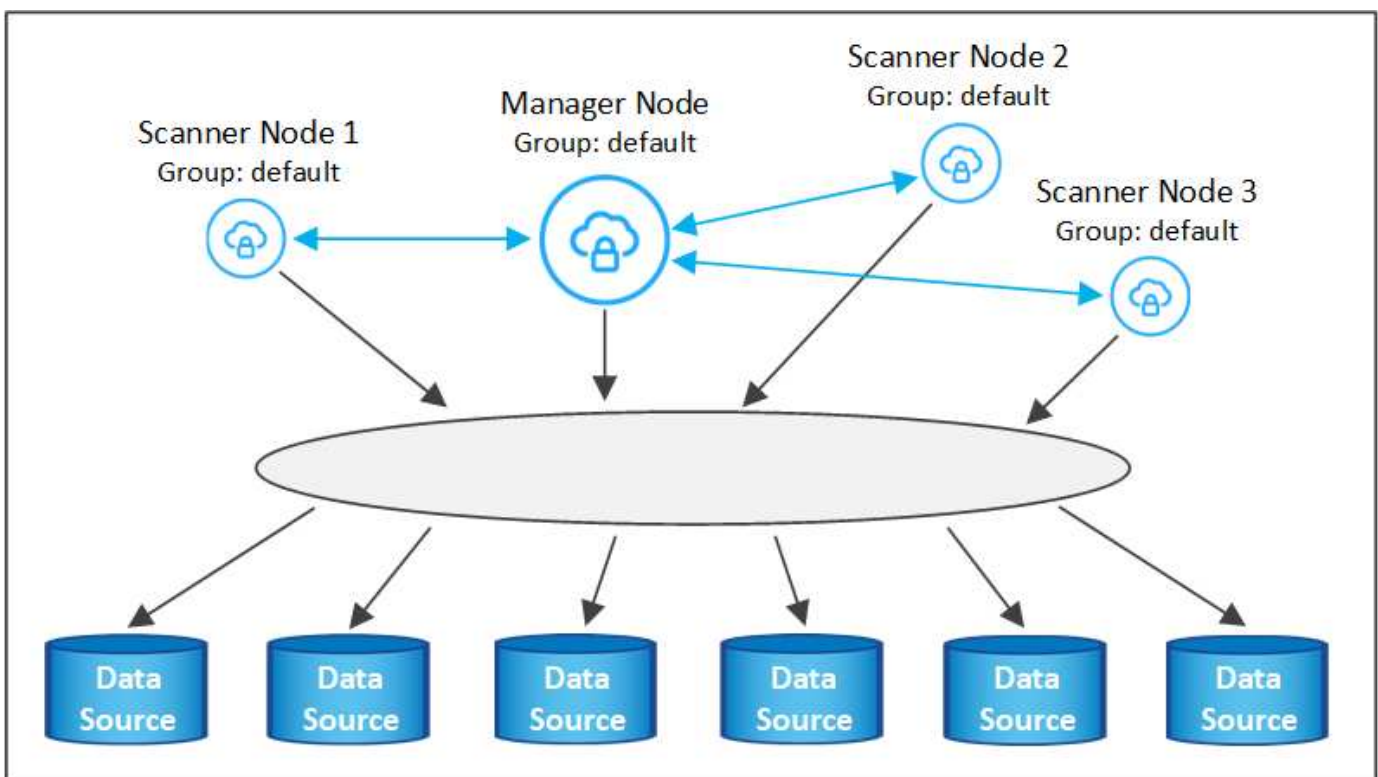 Scanner Node 1
Group: default
Manager Node
Group: default
Scanner Node 2
Group: default
Scanner Node 3
Group: default
Data
Source
Data
Source
Data
Source
Data
Source
Data
Source
Data
Source